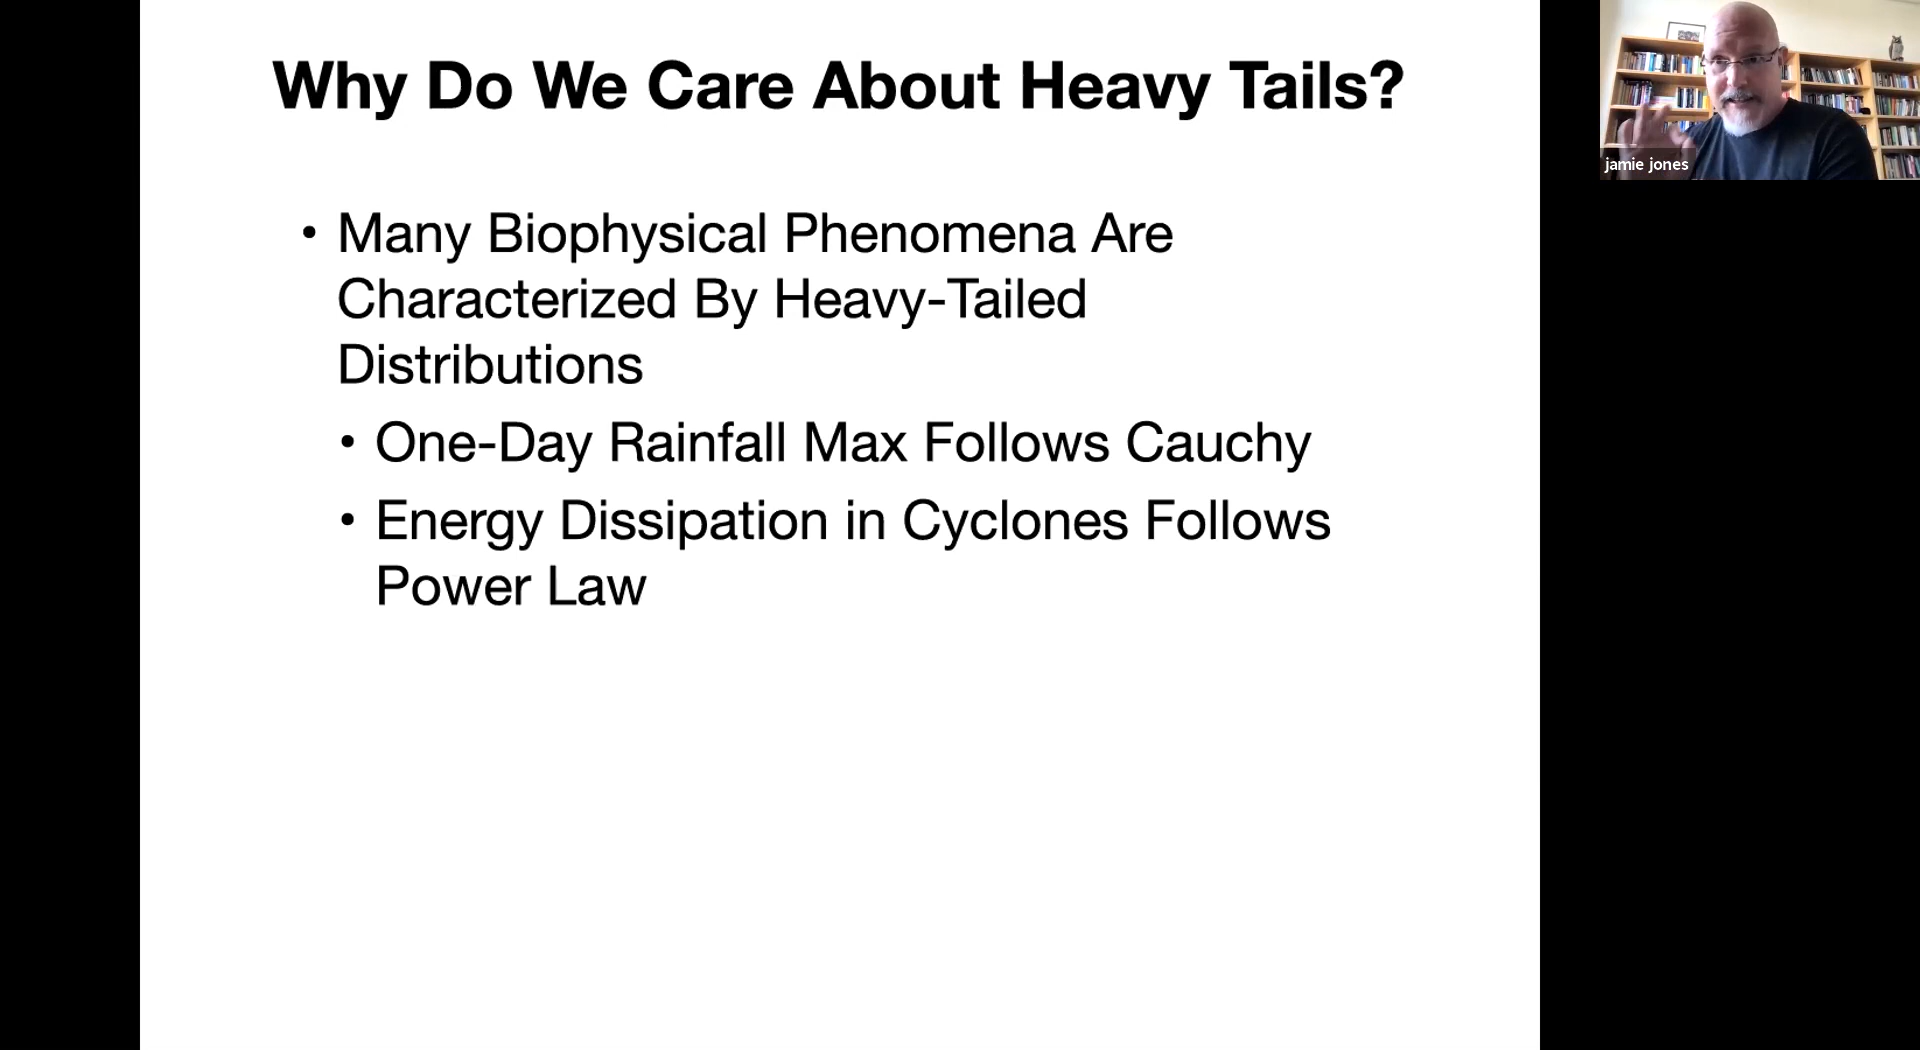 Why Do We Care About Heavy Tails?
• Many Biophysical Phenomena Are
Characterized By Heavy-Tailed
Distributions
• One-Day Rainfall Max Follows Cauchy
• Energy Dissipation in Cyclones Follows
Power Law
jamie jones